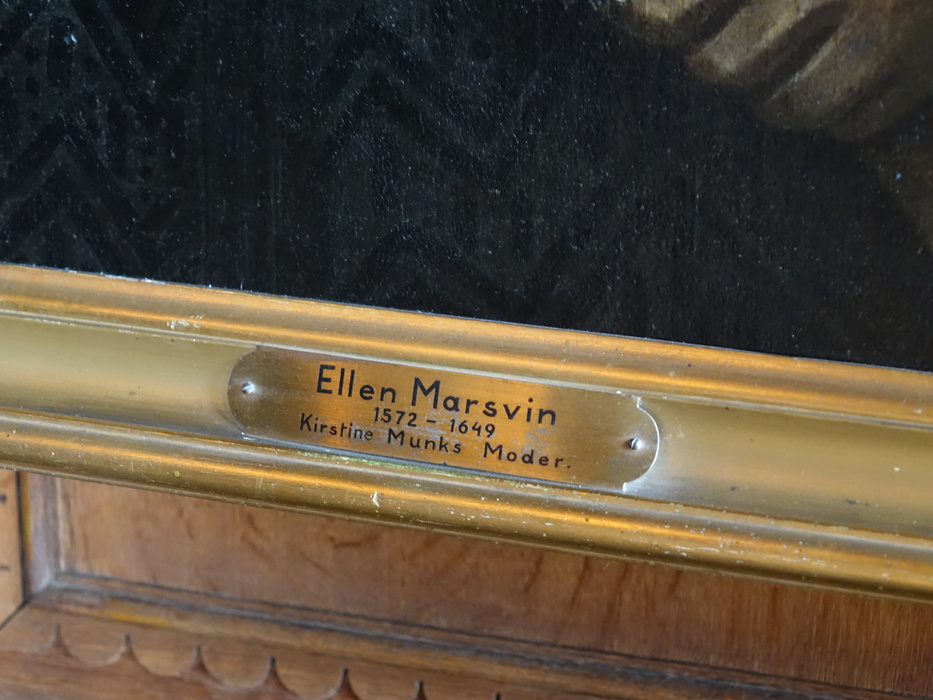 Ellen Marsvin
1572 - 1649
Kirstine Munks Moder.